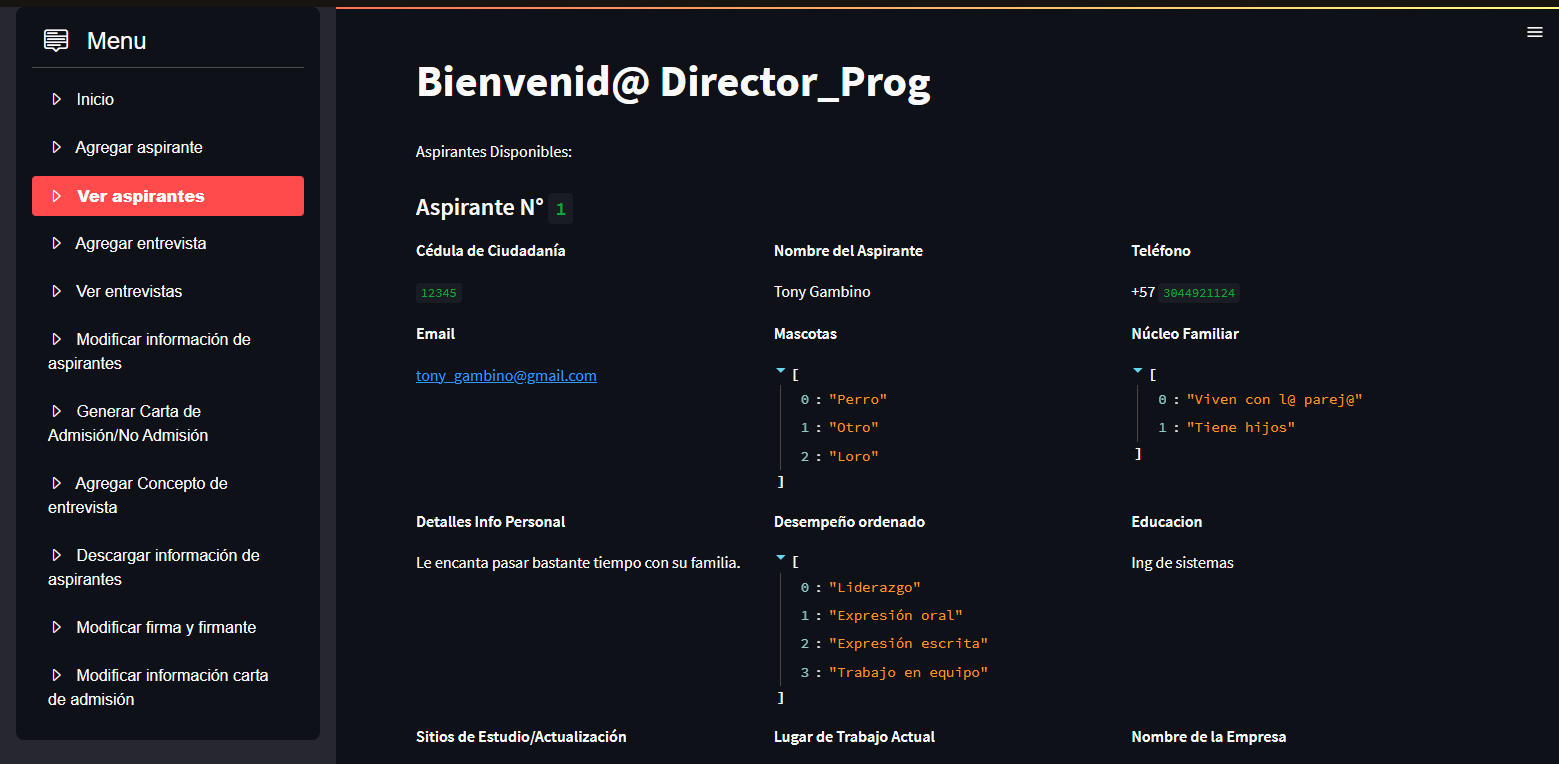 Menu
Inicio
Agregar aspirante
Ver aspirantes
Agregar entrevista
Ver entrevistas
Modificar información de
aspirantes
Generar Carta de
Admisión/No Admisión
Agregar Concepto de
entrevista
Descargar información de
aspirantes
Modificar firma y firmante
Modificar información carta
de admisión
Bienvenid@ Director_Prog
Aspirantes Disponibles:
Aspirante N° 1
Cédula de Ciudadanía
12345
Nombre del Aspirante
Tony Gambino
Teléfono
+57 3044921124
Email
tony_gambino@gmail.com
Mascotas
[
0 : "Perro"
1 : "Otro"
2 : "Loro"
]
Núcleo Familiar
[
0 : "Viven con l@ parej@"
1 : "Tiene hijos"
]
Detalles Info Personal
Le encanta pasar bastante tiempo con su familia.
Desempeño ordenado
[
0 : "Liderazgo"
1 : "Expresión oral"
2 : "Expresión escrita"
3 : "Trabajo en equipo"
]
Educacion
Ing de sistemas
Sitios de Estudio/Actualización
Lugar de Trabajo Actual
Nombre de la Empresa